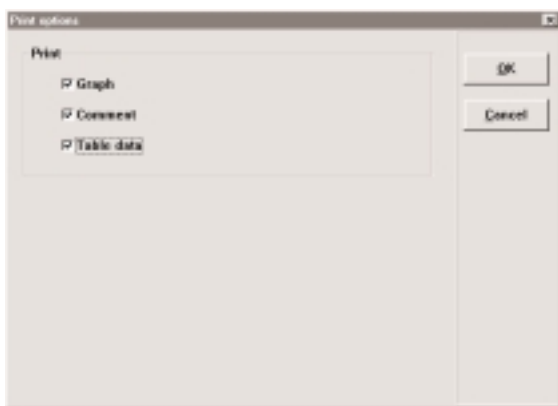 Print options
Print
Graph
Comment
Table data
OK
Cancel